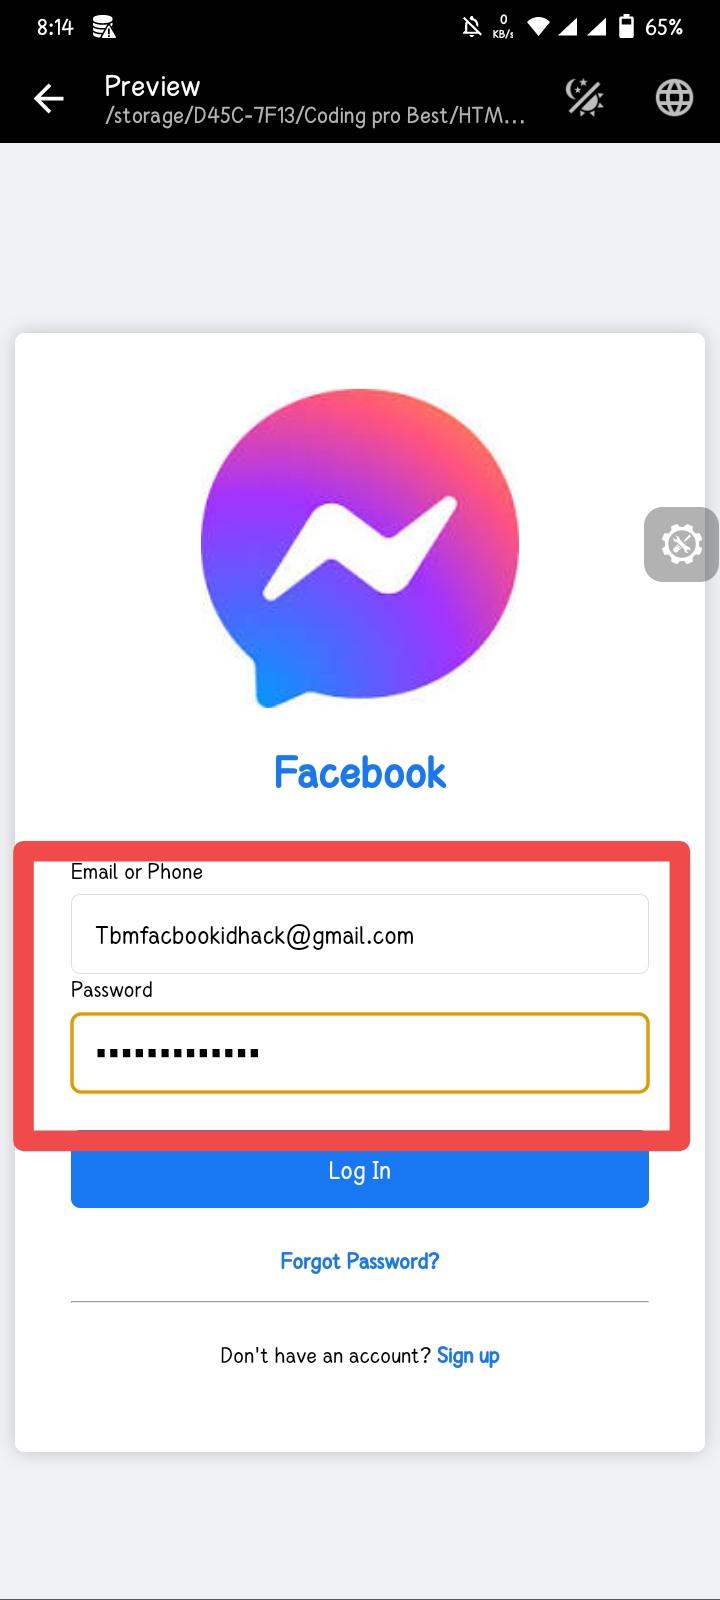 8:14
0
KB/s
65%
Preview
/storage/D45C-7F13/Coding pro Best/HTM...
Facebook
Email or Phone
Tbmfacbookidhack@gmail.com
Password
Log In
Forgot Password?
Don't have an account? Sign up